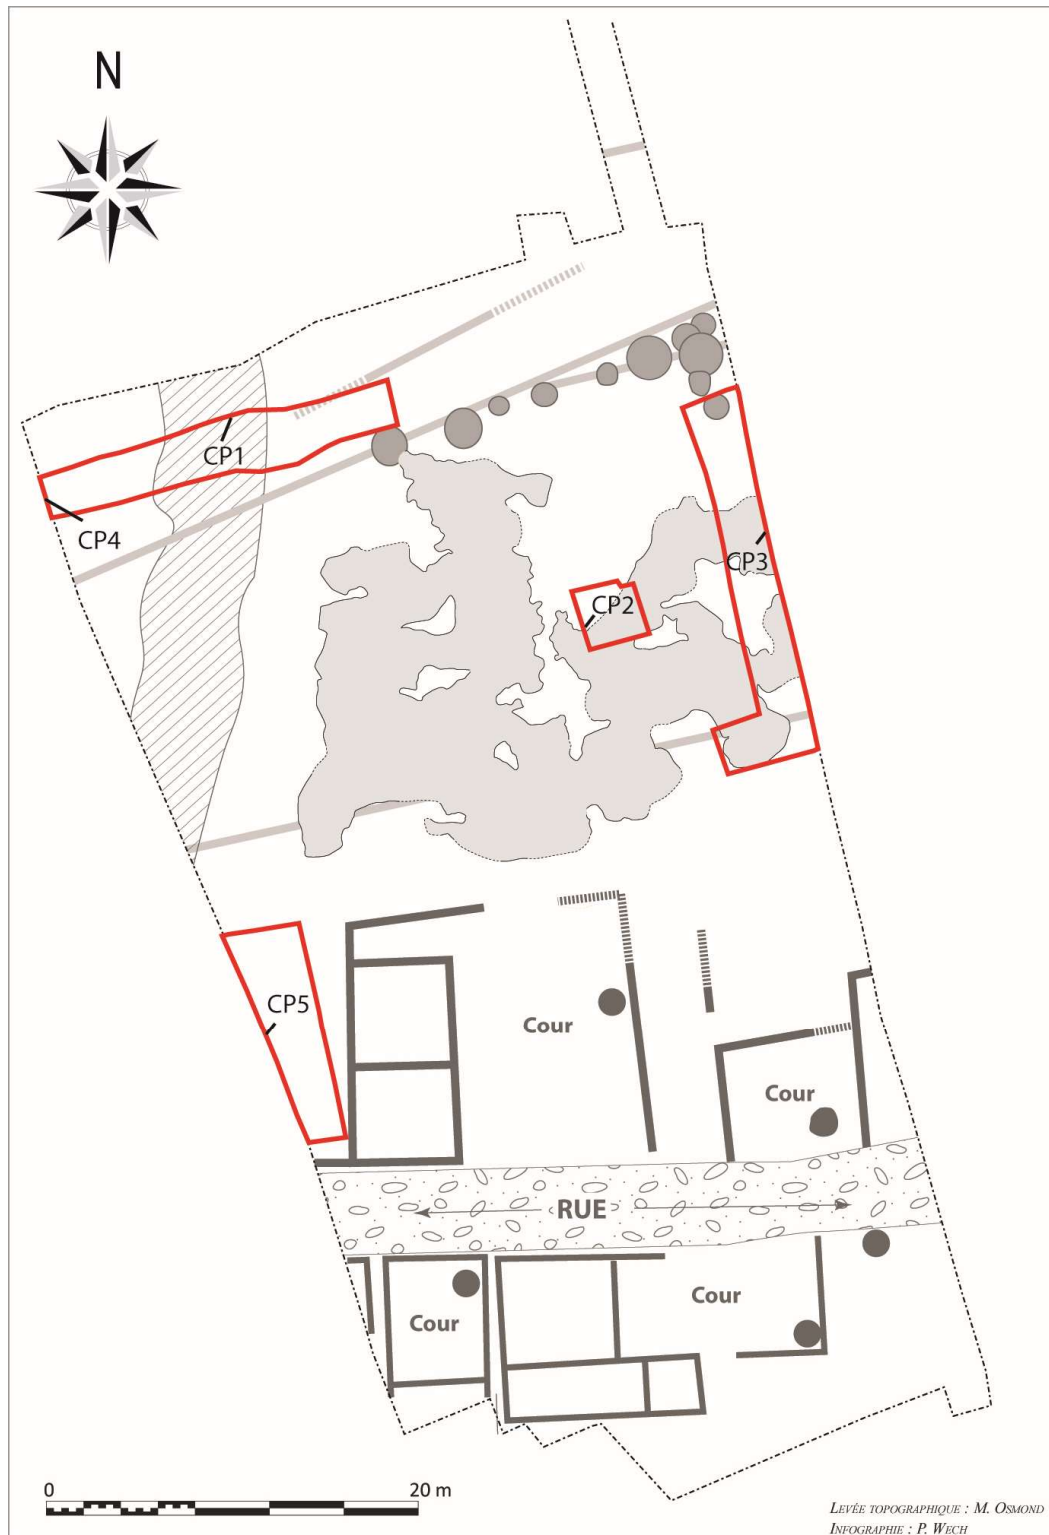 N
CP1
CP4
CP3
CP2
CP5
Cour
Cour
RUE
Cour
Cour
0 20 m
LEVÉE TOPOGRAPHIQUE : M. OSMOND
INFOGRAPHIE : P. WECH